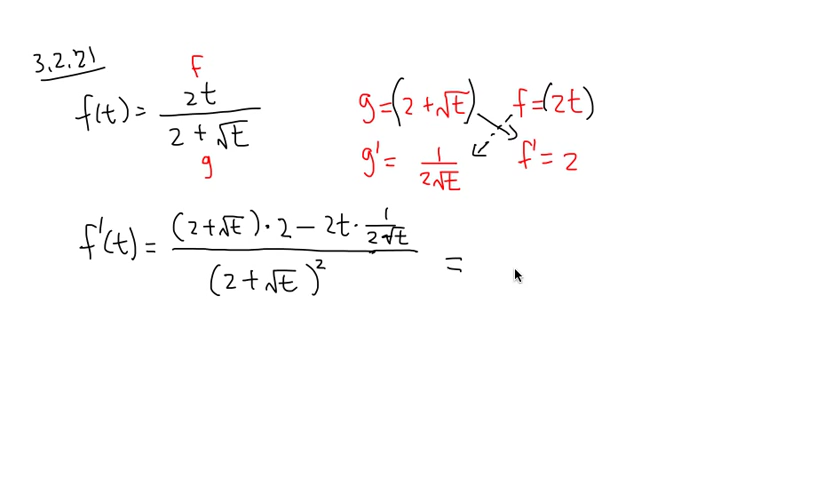 3.2.21
f
f(t) = 2t / (2 + √t)
g
g = (2 + √t) f = (2t)
g' = 1 / (2√t) f' = 2
f'(t) = ((2 + √t) · 2 − 2t · 1/(2√t)) / (2 + √t)² =